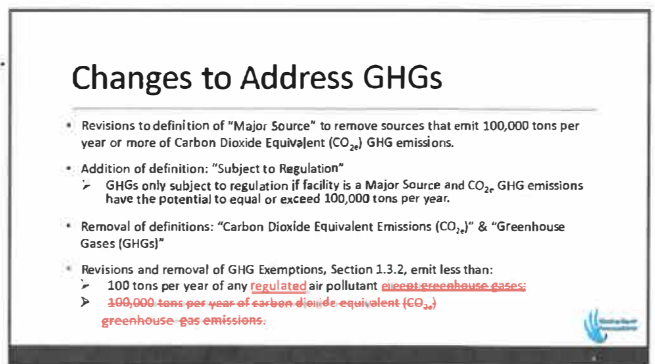 Changes to Address GHGs
• Revisions to definition of "Major Source" to remove sources that emit 100,000 tons per
year or more of Carbon Dioxide Equivalent (CO2e) GHG emissions.
• Addition of definition: "Subject to Regulation"
➢ GHGs only subject to regulation if facility is a Major Source and CO2e GHG emissions
have the potential to equal or exceed 100,000 tons per year.
• Removal of definitions: "Carbon Dioxide Equivalent Emissions (CO2e)" & "Greenhouse
Gases (GHGs)"
• Revisions and removal of GHG Exemptions, Section 1.3.2, emit less than:
➢ 100 tons per year of any regulated air pollutant except greenhouse gases;
➢ 100,000 tons per year of carbon dioxide equivalent (CO2e)
greenhouse gas emissions.